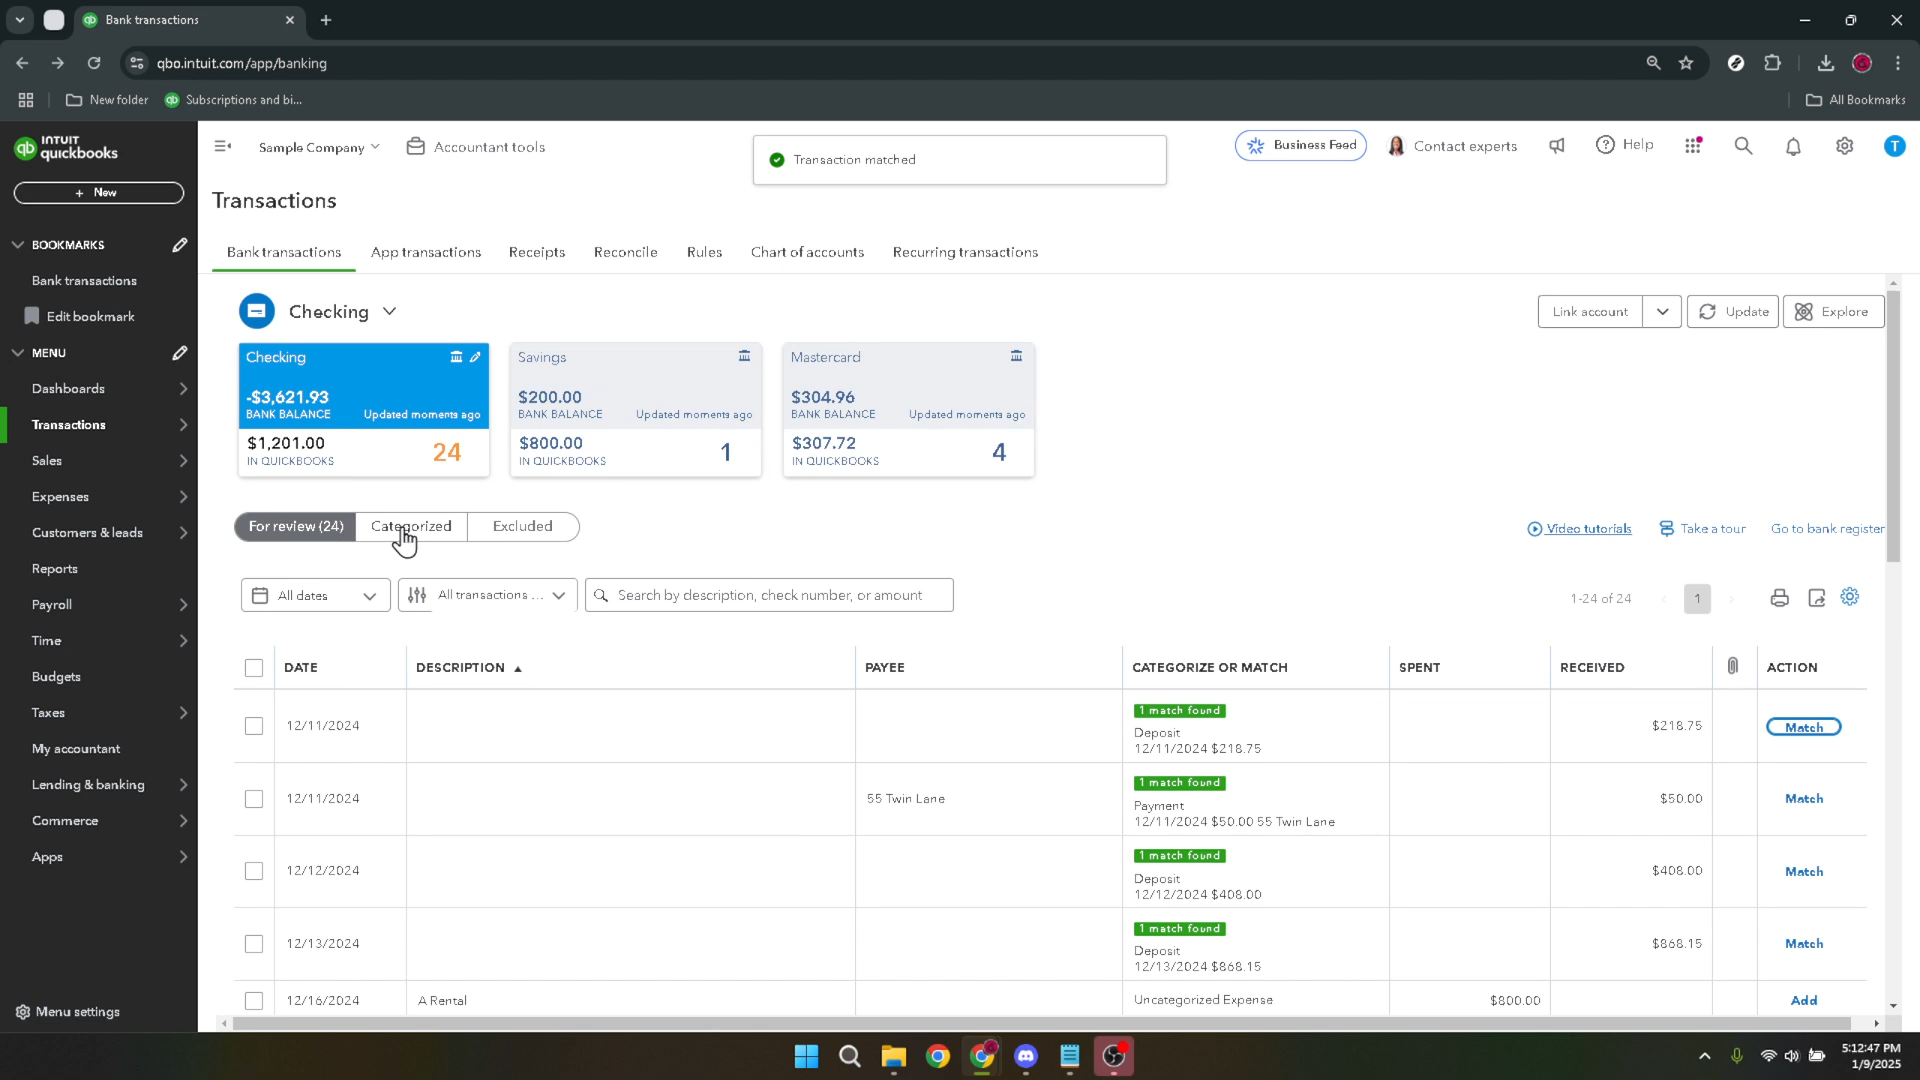 Bank transactions
qbo.intuit.com/app/banking
New folder
Subscriptions and bi...
All Bookmarks
INTUIT
quickbooks
Sample Company
Accountant tools
Transaction matched
Business Feed
Contact experts
Help
T
+ New
Transactions
BOOKMARKS
Bank transactions
App transactions
Receipts
Reconcile
Rules
Chart of accounts
Recurring transactions
Bank transactions
Edit bookmark
MENU
Dashboards
Transactions
Sales
Expenses
Customers & leads
Reports
Payroll
Time
Budgets
Taxes
My accountant
Lending & banking
Commerce
Apps
Menu settings
Checking
Link account
Update
Explore
Checking
-$3,621.93
BANK BALANCE
Updated moments ago
$1,201.00
IN QUICKBOOKS
24
Savings
$200.00
BANK BALANCE
Updated moments ago
$800.00
IN QUICKBOOKS
1
Mastercard
$304.96
BANK BALANCE
Updated moments ago
$307.72
IN QUICKBOOKS
4
For review (24)
Categorized
Excluded
Video tutorials
Take a tour
Go to bank register
All dates
All transactions ...
Search by description, check number, or amount
1-24 of 24
1
DATE
DESCRIPTION
PAYEE
CATEGORIZE OR MATCH
SPENT
RECEIVED
ACTION
12/11/2024
1 match found
Deposit
12/11/2024 $218.75
$218.75
Match
12/11/2024
55 Twin Lane
1 match found
Payment
12/11/2024 $50.00 55 Twin Lane
$50.00
Match
12/12/2024
1 match found
Deposit
12/12/2024 $408.00
$408.00
Match
12/13/2024
1 match found
Deposit
12/13/2024 $868.15
$868.15
Match
12/16/2024
A Rental
Uncategorized Expense
$800.00
Add
5:12:47 PM
1/9/2025